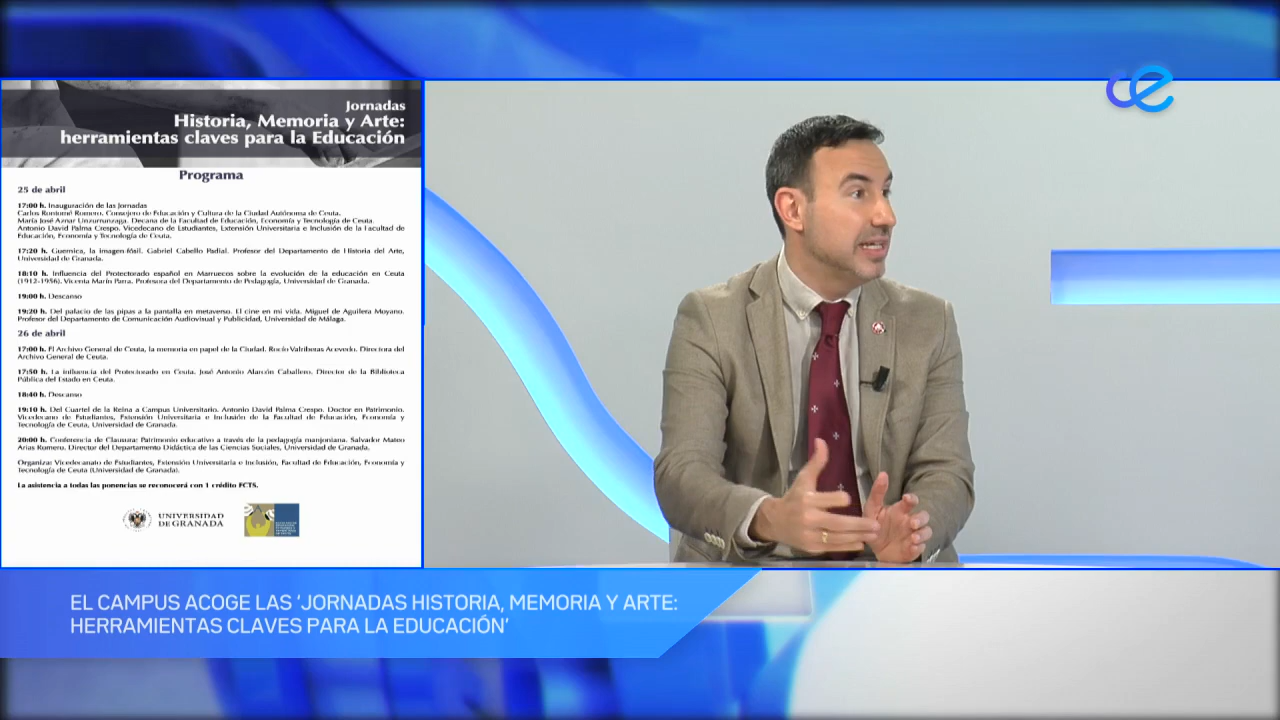 Jornadas
Historia, Memoria y Arte:
herramientas claves para la Educación
Programa
25 de abril
17:00 h. Inauguración de las Jornadas
Carlos Rontomé Romero. Consejero de Educación y Cultura de la Ciudad Autónoma de Ceuta.
María José Aznar Unzurrunzaga. Decana de la Facultad de Educación, Economía y Tecnología de Ceuta.
Antonio David Palma Crespo. Vicedecano de Estudiantes, Extensión Universitaria e Inclusión de la Facultad de
Educación, Economía y Tecnología de Ceuta.
17:20 h. Guernica, la imagen-fósil. Gabriel Cabello Padial. Profesor del Departamento de Historia del Arte,
Universidad de Granada.
18:10 h. Influencia del Protectorado español en Marruecos sobre la evolución de la educación en Ceuta
(1912-1956). Vicenta Marín Parra. Profesora del Departamento de Pedagogía, Universidad de Granada.
19:00 h. Descanso
19:20 h. Del palacio de las pipas a la pantalla en metaverso. El cine en mi vida. Miguel de Aguilera Moyano.
Profesor del Departamento de Comunicación Audiovisual y Publicidad, Universidad de Málaga.
26 de abril
17:00 h. El Archivo General de Ceuta, la memoria en papel de la Ciudad. Rocío Valriberas Acevedo. Directora del
Archivo General de Ceuta.
17:50 h. La influencia del Protectorado en Ceuta. José Antonio Alarcón Caballero. Director de la Biblioteca
Pública del Estado en Ceuta.
18:40 h. Descanso
19:10 h. Del Cuartel de la Reina a Campus Universitario. Antonio David Palma Crespo. Doctor en Patrimonio.
Vicedecano de Estudiantes, Extensión Universitaria e Inclusión de la Facultad de Educación, Economía y
Tecnología de Ceuta, Universidad de Granada.
20:00 h. Conferencia de Clausura: Patrimonio educativo a través de la pedagogía manjoniana. Salvador Mateo
Arias Romero. Director del Departamento Didáctica de las Ciencias Sociales, Universidad de Granada.
Organiza: Vicedecanato de Estudiantes, Extensión Universitaria e Inclusión, Facultad de Educación, Economía y
Tecnología de Ceuta (Universidad de Granada).
La asistencia a todas las ponencias se reconocerá con 1 crédito ECTS.
UNIVERSIDAD
DE GRANADA
ce
EL CAMPUS ACOGE LAS ‘JORNADAS HISTORIA, MEMORIA Y ARTE:
HERRAMIENTAS CLAVES PARA LA EDUCACIÓN’